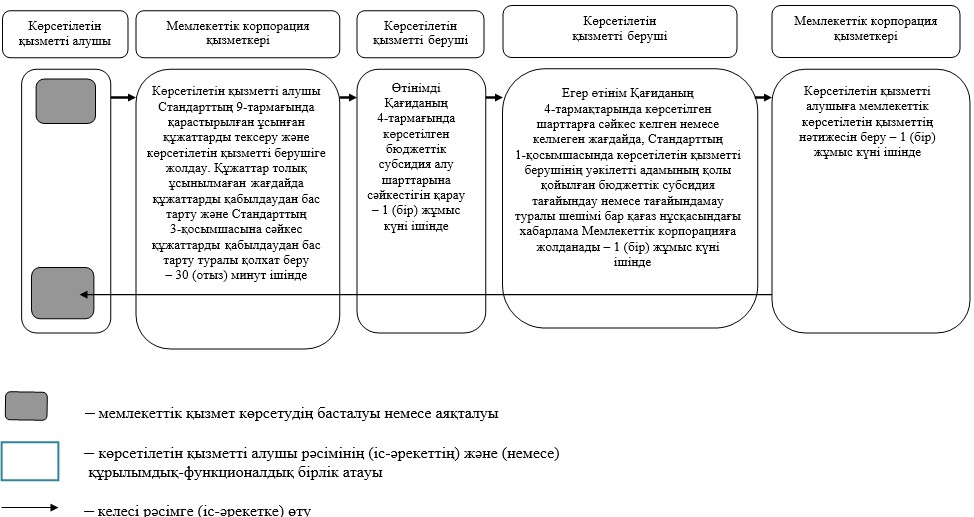 Көрсетілетін
қызметті алушы
Мемлекеттік корпорация
қызметкері
Көрсетілетін
қызметті беруші
Көрсетілетін
қызметті беруші
Мемлекеттік корпорация
қызметкері
Көрсетілетін қызметті алушы
Стандарттың 9-тармағында
қарастырылған ұсынған
құжаттарды тексеру және
көрсетілетін қызметті берушіге
жолдау. Құжаттар толық
ұсынылмаған жағдайда
құжаттарды қабылдаудан бас
тарту және Стандарттың
3-қосымшасына сәйкес
құжаттарды қабылдаудан бас
тарту туралы қолхат беру
– 30 (отыз) минут ішінде
Өтінімді
Қағиданың
4-тармағында
көрсетілген
бюджеттік
субсидия алу
шарттарына
сәйкестігін қарау
– 1 (бір) жұмыс
күні ішінде
Егер өтінім Қағиданың
4-тармақтарында көрсетілген
шарттарға сәйкес келген немесе
келмеген жағдайда, Стандарттың
1-қосымшасында көрсетілетін қызметті
берушінің уәкілетті адамының қолы
қойылған бюджеттік субсидия
тағайындау немесе тағайындамау
туралы шешімі бар қағаз нұсқасындағы
хабарлама Мемлекеттік корпорацияға
жолданады – 1 (бір) жұмыс күні
ішінде
Көрсетілетін қызметті
алушыға мемлекеттік
көрсетілетін қызметтің
нәтижесін беру – 1 (бір)
жұмыс күні ішінде
– мемлекеттік қызмет көрсетудің басталуы немесе аяқталуы
– көрсетілетін қызметті алушы рәсімінің (іс-әрекеттің) және (немесе)
құрылымдық-функционалдық бірлік атауы
– келесі рәсімге (іс-әрекетке) өту